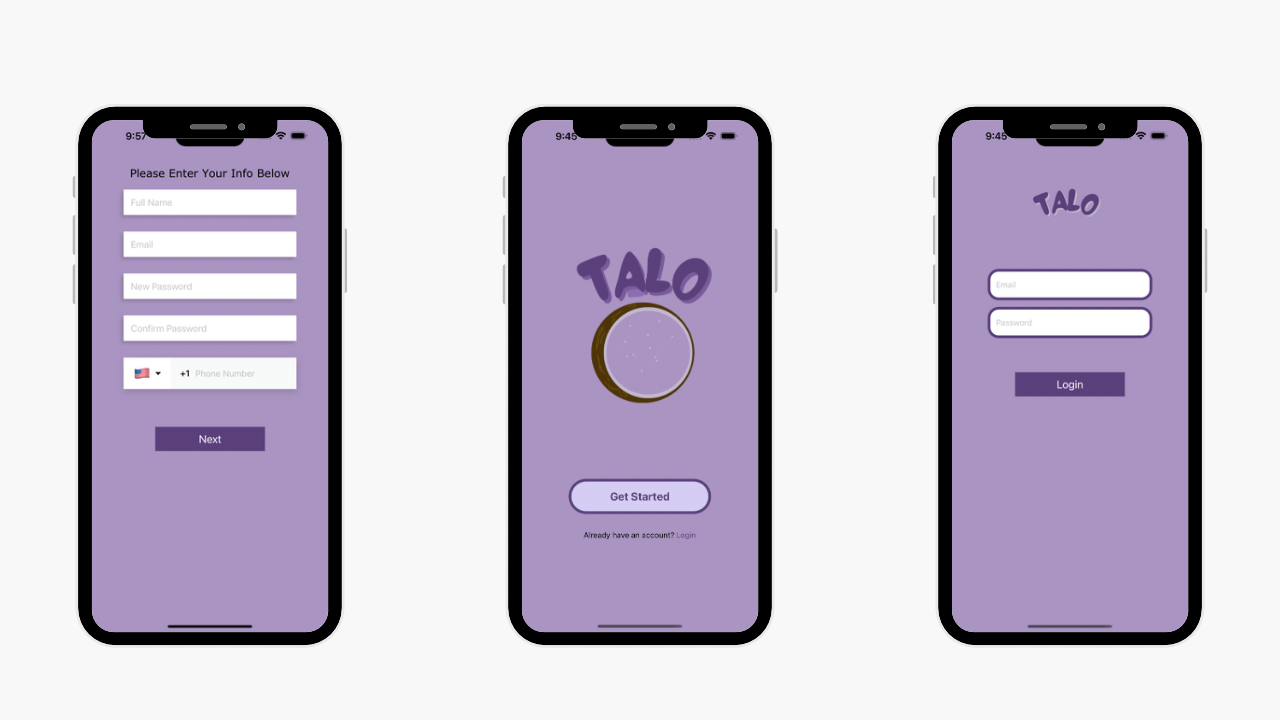 9:57
Please Enter Your Info Below
Full Name
Email
New Password
Confirm Password
+1 Phone Number
Next
9:45
TALO
Get Started
Already have an account? Login
9:45
TALO
Email
Password
Login